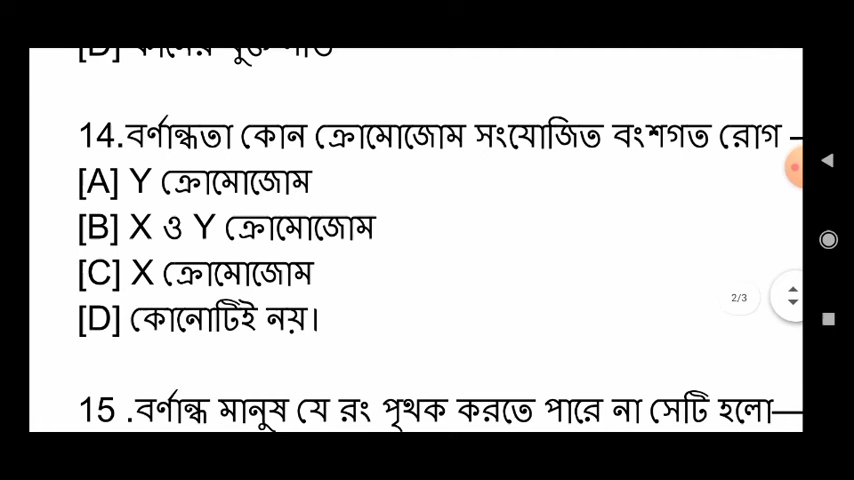 14.বর্ণান্ধতা কোন ক্রোমোজোম সংযোজিত বংশগত রোগ –
[A] Y ক্রোমোজোম
[B] X ও Y ক্রোমোজোম
[C] X ক্রোমোজোম
[D] কোনোটিই নয়।
2/3
15 .বর্ণান্ধ মানুষ যে রং পৃথক করতে পারে না সেটি হলো—